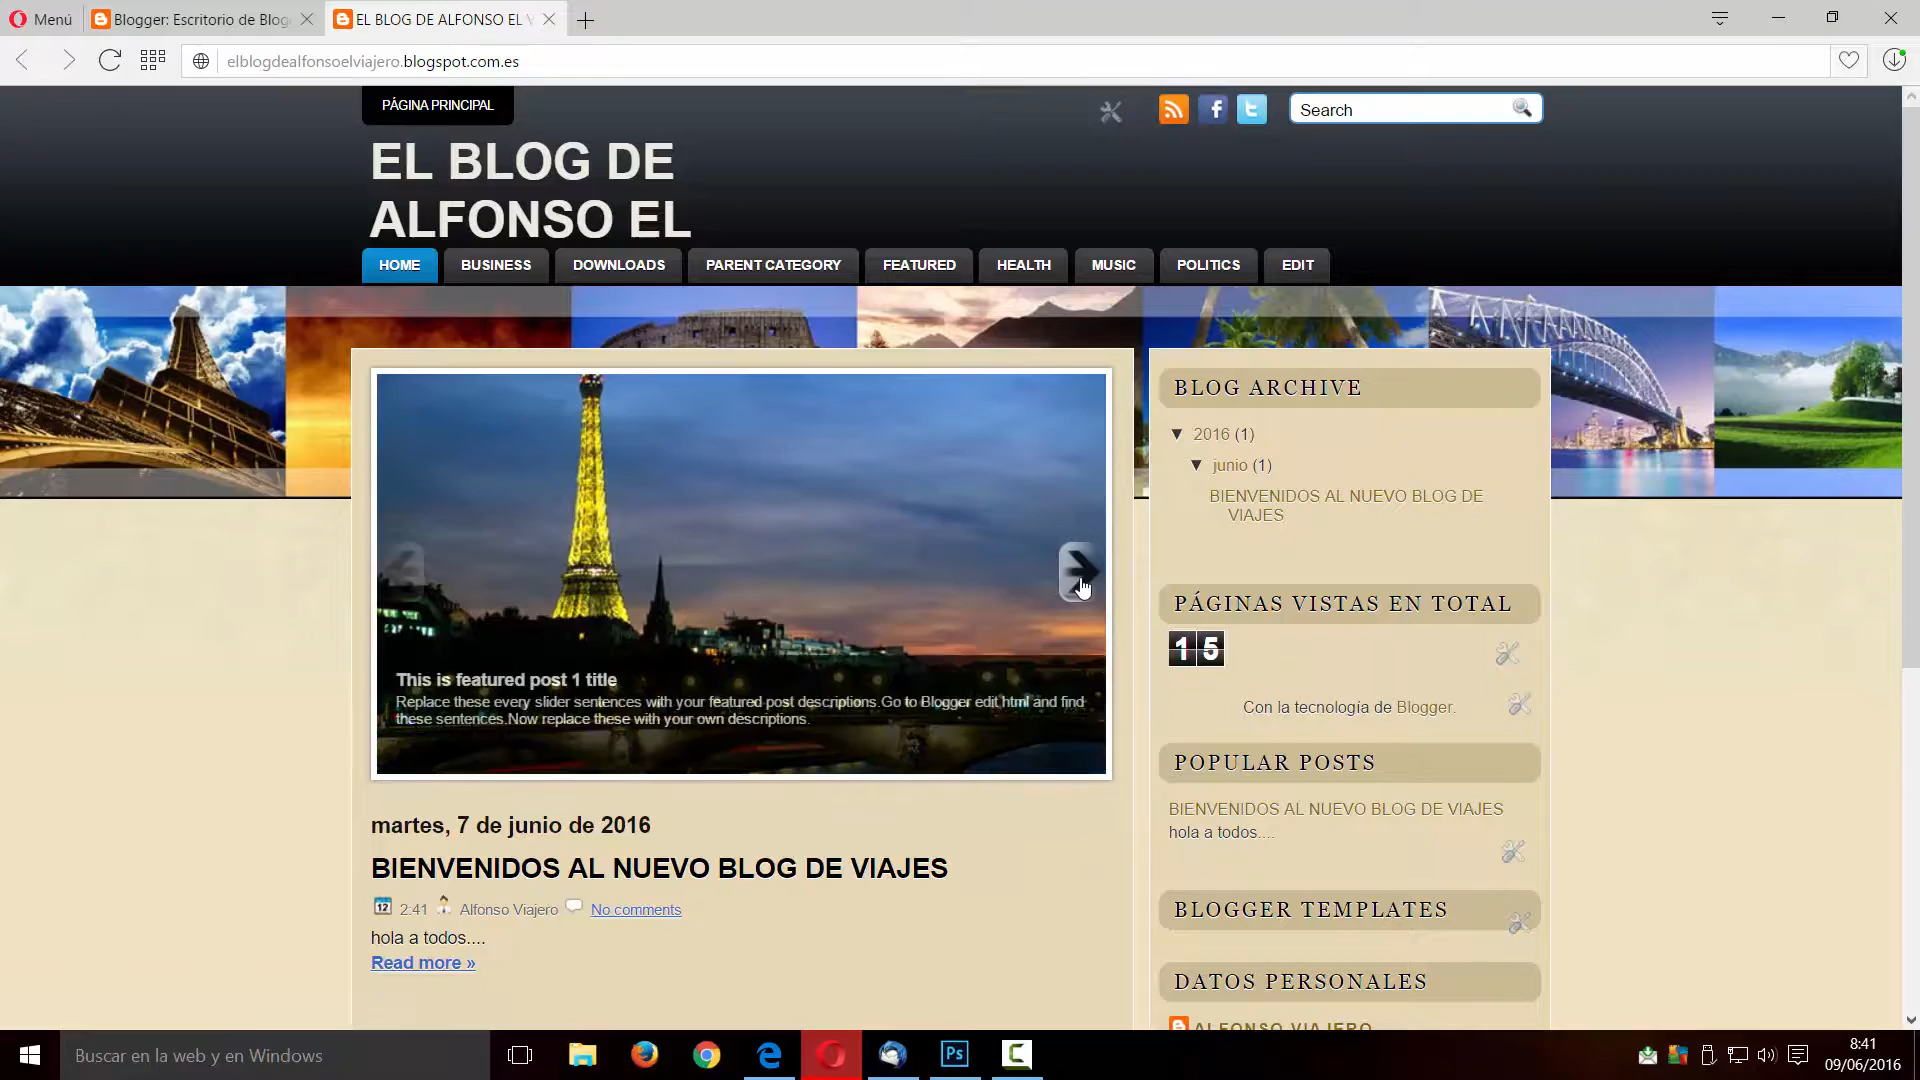 Menú
Blogger: Escritorio de Blog
EL BLOG DE ALFONSO EL V
elblogdealfonsoelviajero.blogspot.com.es
PÁGINA PRINCIPAL
Search
EL BLOG DE
ALFONSO EL
HOME
BUSINESS
DOWNLOADS
PARENT CATEGORY
FEATURED
HEALTH
MUSIC
POLITICS
EDIT
This is featured post 1 title
Replace these every slider sentences with your featured post descriptions.Go to Blogger edit html and find
these sentences.Now replace these with your own descriptions.
martes, 7 de junio de 2016
BIENVENIDOS AL NUEVO BLOG DE VIAJES
12 2:41 Alfonso Viajero No comments
hola a todos....
Read more »
BLOG ARCHIVE
▼ 2016 (1)
▼ junio (1)
BIENVENIDOS AL NUEVO BLOG DE
VIAJES
PÁGINAS VISTAS EN TOTAL
15
Con la tecnología de Blogger.
POPULAR POSTS
BIENVENIDOS AL NUEVO BLOG DE VIAJES
hola a todos....
BLOGGER TEMPLATES
DATOS PERSONALES
ALFONSO VIAJERO
Buscar en la web y en Windows
Ps
8:41
09/06/2016